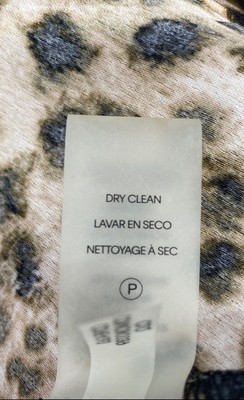 DRY CLEAN
LAVAR EN SECO
NETTOYAGE À SEC
P